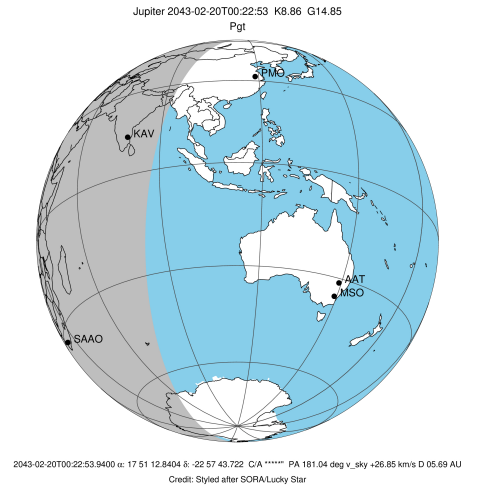 Jupiter 2043-02-20T00:22:53 K8.86 G14.85
Pgt
PMO
KAV
AAT
MSO
SAAO
2043-02-20T00:22:53.9400 α: 17 51 12.8404 δ: -22 57 43.722 C/A *****" PA 181.04 deg v_sky +26.85 km/s D 05.69 AU
Credit: Styled after SORA/Lucky Star